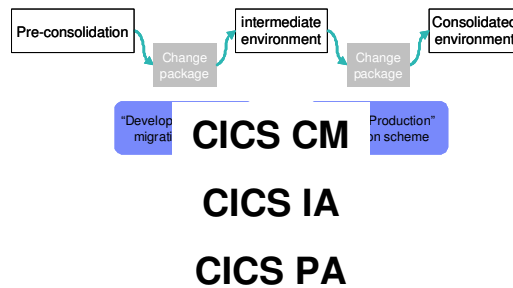 Pre-consolidation
intermediate
environment
Consolidated
environment
Change
package
Change
package
“Develop
migrati
Production”
on scheme
CICS CM
CICS IA
CICS PA